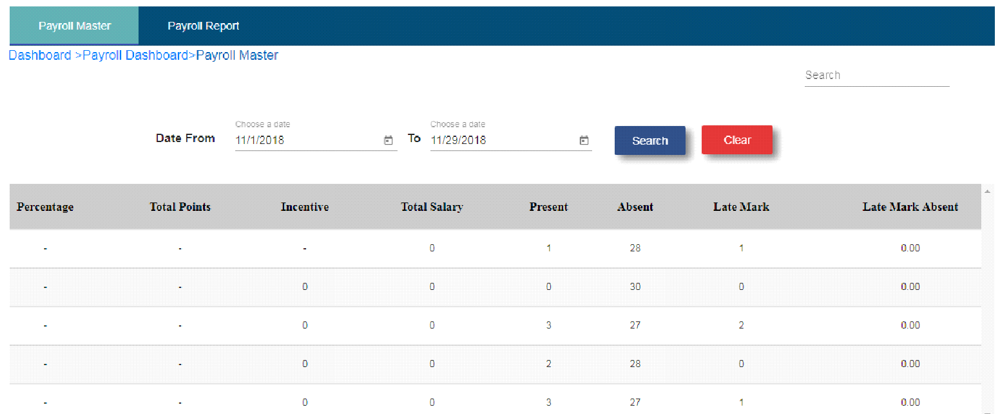 Payroll Master Payroll Report
Dashboard >Payroll Dashboard>Payroll Master
Search
Choose a date Choose a date
Date From 11/1/2018 To 11/29/2018 Search Clear
Percentage Total Points Incentive Total Salary Present Absent Late Mark Late Mark Absent
- - - 0 1 28 1 0.00
- - 0 0 0 30 0 0.00
- - 0 0 3 27 2 0.00
- - 0 0 2 28 0 0.00
- - 0 0 3 27 1 0.00